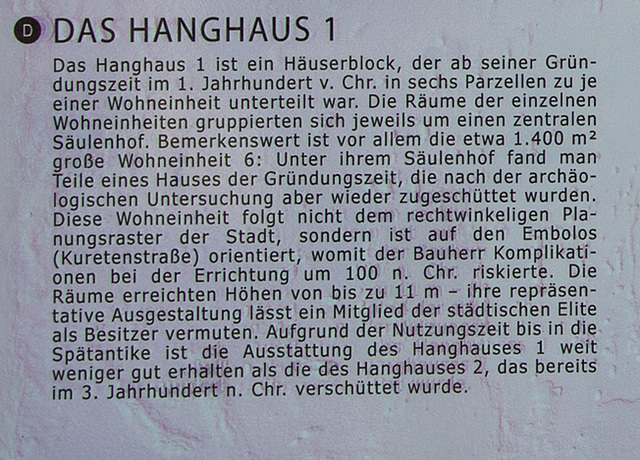 D DAS HANGHAUS 1
Das Hanghaus 1 ist ein Häuserblock, der ab seiner Grün-
dungszeit im 1. Jahrhundert v. Chr. in sechs Parzellen zu je
einer Wohneinheit unterteilt war. Die Räume der einzelnen
Wohneinheiten gruppierten sich jeweils um einen zentralen
Säulenhof. Bemerkenswert ist vor allem die etwa 1.400 m²
große Wohneinheit 6: Unter ihrem Säulenhof fand man
Teile eines Hauses der Gründungszeit, die nach der archäo-
logischen Untersuchung aber wieder zugeschüttet wurden.
Diese Wohneinheit folgt nicht dem rechtwinkeligen Pla-
nungsraster der Stadt, sondern ist auf den Embolos
(Kuretenstraße) orientiert, womit der Bauherr Komplikati-
onen bei der Errichtung um 100 n. Chr. riskierte. Die
Räume erreichten Höhen von bis zu 11 m – ihre repräsen-
tative Ausgestaltung lässt ein Mitglied der städtischen Elite
als Besitzer vermuten. Aufgrund der Nutzungszeit bis in die
Spätantike ist die Ausstattung des Hanghauses 1 weit
weniger gut erhalten als die des Hanghauses 2, das bereits
im 3. Jahrhundert n. Chr. verschüttet wurde.